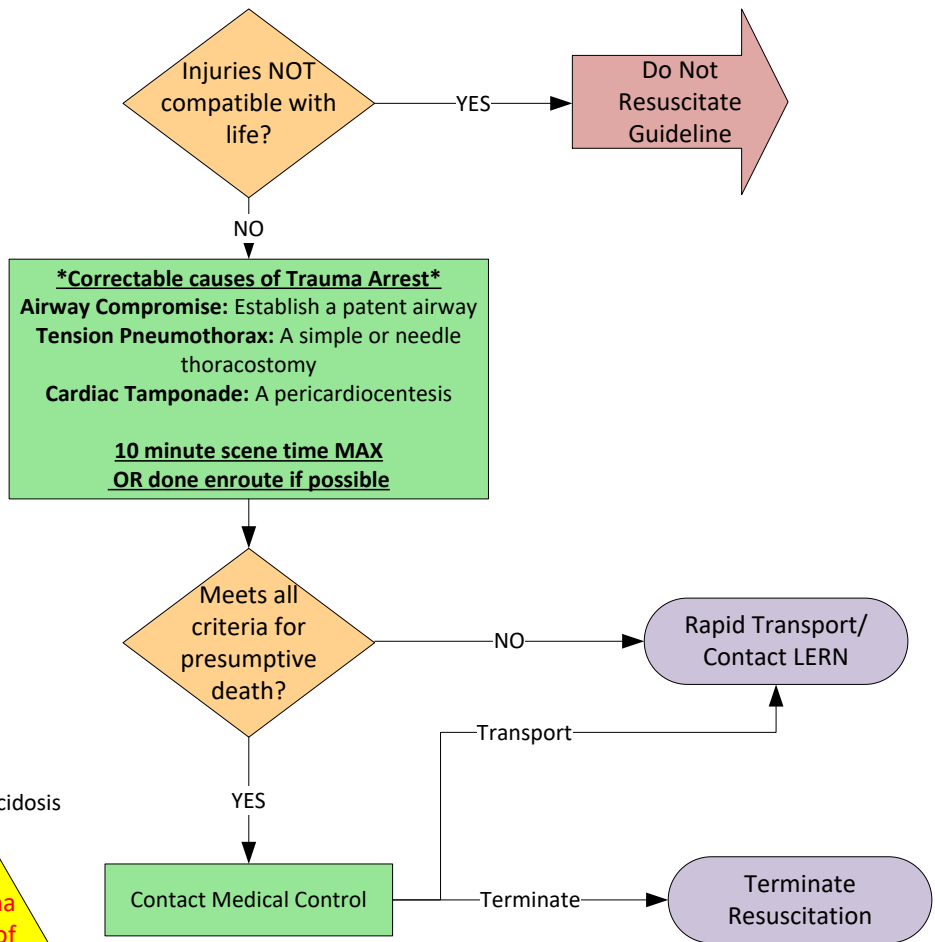 Injuries NOT
compatible with
life?
YES
Do Not
Resuscitate
Guideline
NO
*Correctable causes of Trauma Arrest*
Airway Compromise: Establish a patent airway
Tension Pneumothorax: A simple or needle
thoracostomy
Cardiac Tamponade: A pericardiocentesis
10 minute scene time MAX
OR done enroute if possible
Meets all
criteria for
presumptive
death?
NO
Rapid Transport/
Contact LERN
Transport
YES
cidosis
Contact Medical Control
Terminate
Terminate
Resuscitation
of